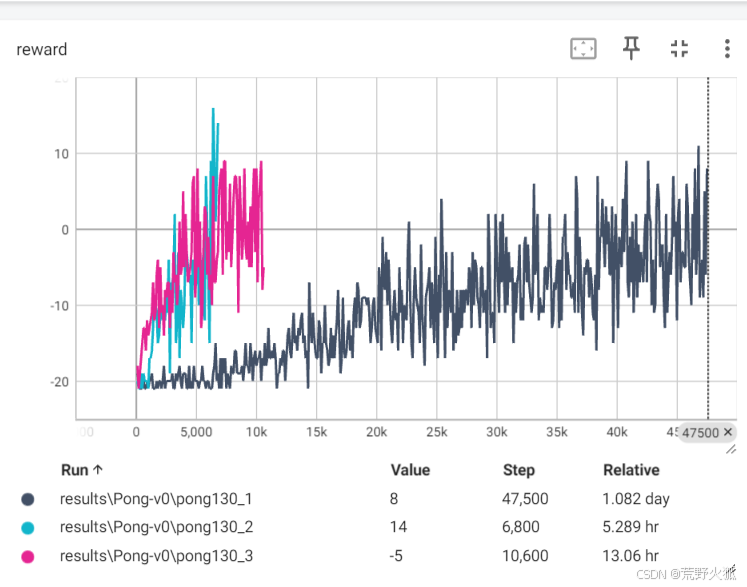 reward
20
10
0
-10
-20
0 5,000 10k 15k 20k 25k 30k 35k 40k 45k 47500 ×
Run ↑ Value Step Relative
results\Pong-v0\pong130_1 8 47,500 1.082 day
results\Pong-v0\pong130_2 14 6,800 5.289 hr
results\Pong-v0\pong130_3 -5 10,600 13.06 hr
CSDN @荒野火狐